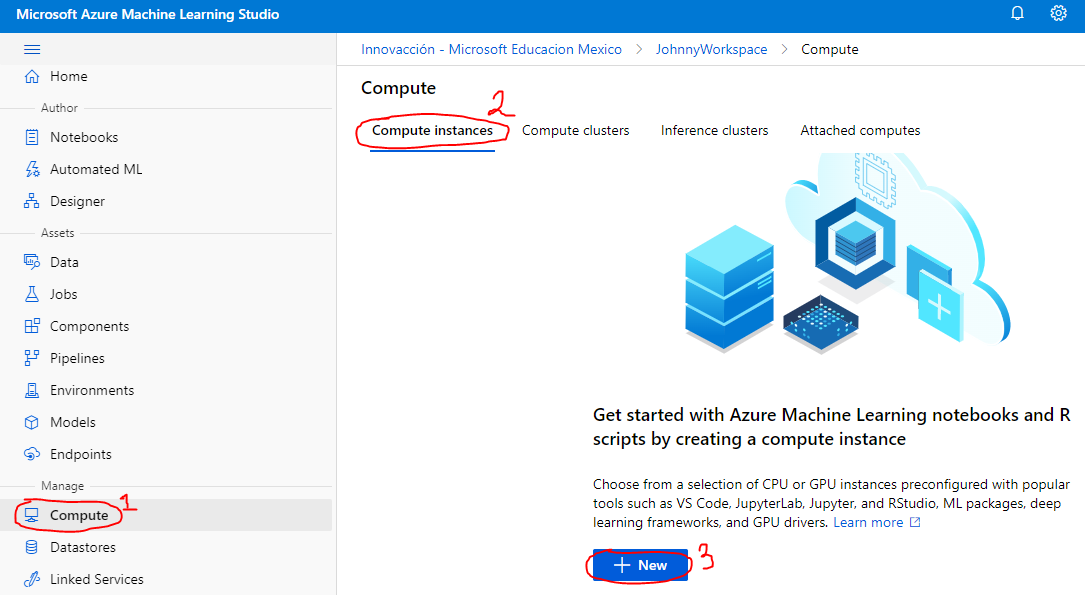 Microsoft Azure Machine Learning Studio
Innovacción - Microsoft Educacion Mexico > JohnnyWorkspace > Compute
Home
Author
Notebooks
Automated ML
Designer
Assets
Data
Jobs
Components
Pipelines
Environments
Models
Endpoints
Manage
Compute 1
Datastores
Linked Services
Compute
2
Compute instances Compute clusters Inference clusters Attached computes
Get started with Azure Machine Learning notebooks and R
scripts by creating a compute instance
Choose from a selection of CPU or GPU instances preconfigured with popular
tools such as VS Code, JupyterLab, Jupyter, and RStudio, ML packages, deep
learning frameworks, and GPU drivers. Learn more
+ New 3